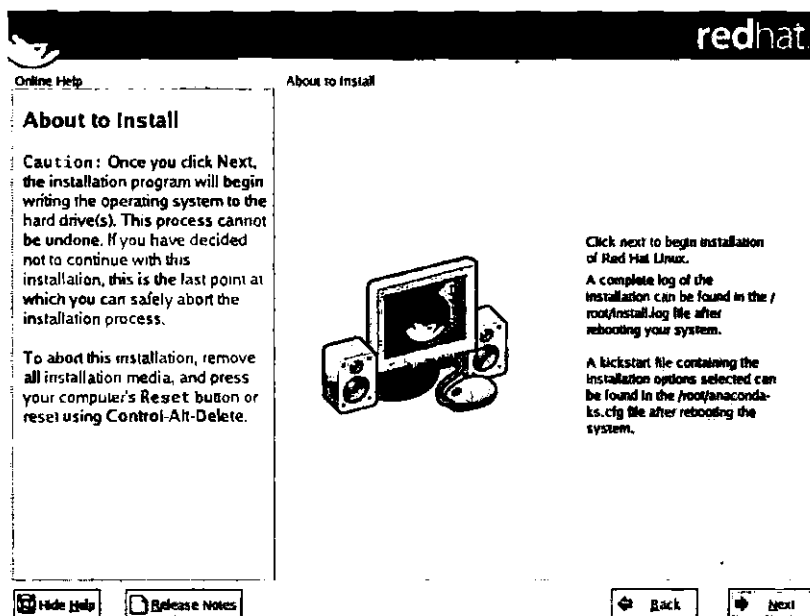 redhat.
Online Help
About to Install
About to Install
Caution: Once you click Next,
the installation program will begin
writing the operating system to the
hard drive(s). This process cannot
be undone. If you have decided
not to continue with this
installation, this is the last point at
which you can safely abort the
installation process.
To abort this installation, remove
all installation media, and press
your computer's Reset button or
reset using Control-Alt-Delete.
Click next to begin installation
of Red Hat Linux.
A complete log of the
installation can be found in the /
root/install.log file after
rebooting your system.
A kickstart file containing the
installation options selected can
be found in the /root/anaconda-
ks.cfg file after rebooting the
system.
Hide Help
Release Notes
Back
Next